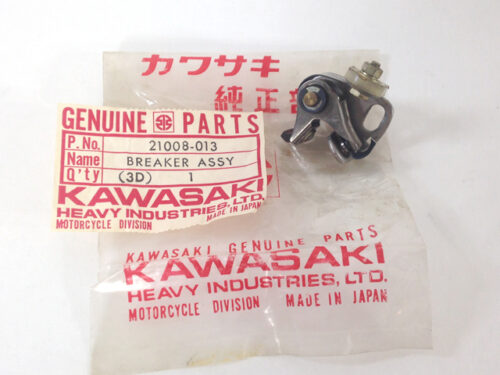 カワサキ
純正部
GENUINE PARTS
P. No. 21008-013
Name BREAKER ASSY
Q'ty (3D) 1
KAWASAKI
HEAVY INDUSTRIES, LTD.
MOTORCYCLE DIVISION MADE IN JAPAN
KAWASAKI GENUINE PARTS
KAWASAKI
HEAVY INDUSTRIES, LTD.
MOTORCYCLE DIVISION MADE IN JAPAN